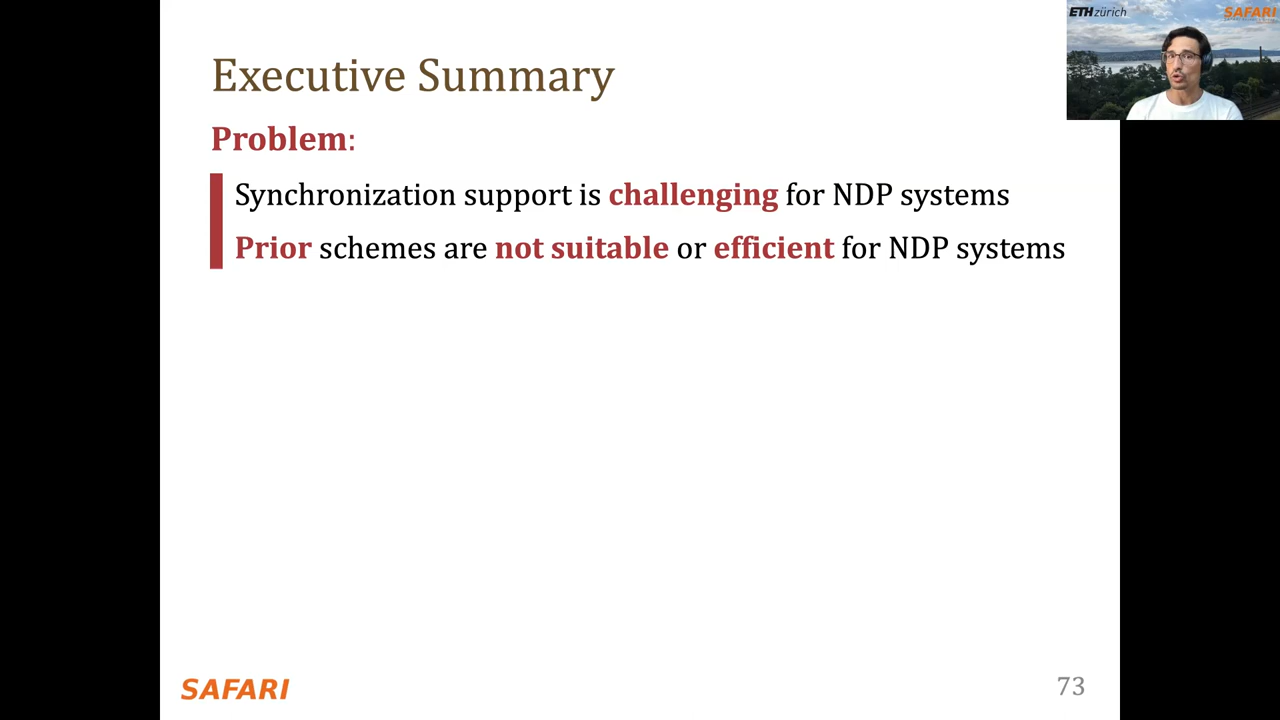 ETH zürich
SAFARI
Executive Summary
Problem:
Synchronization support is challenging for NDP systems
Prior schemes are not suitable or efficient for NDP systems
SAFARI
73